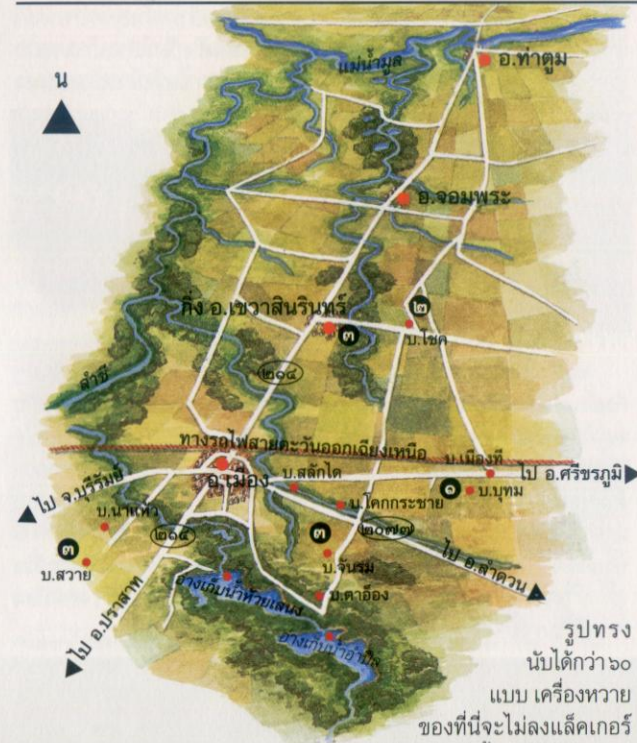 แม่น้ำมูล
อ.ท่าตูม
น
อ.จอมพระ
กิ่ง อ.เขวาสินรินทร์
๓
๒
บ.โชค
๒๑๔
ลำชี
ทางรถไฟสายตะวันออกเฉียงเหนือ
บ.เมืองที
ไป อ.ศรีขรภูมิ
อ.เมือง
บ.สลักได
๑
บ.บุทม
ไป จ.บุรีรัมย์
บ.โคกกระชาย
บ.นาแห้ว
๒๑๔
๓
๒๐๗๗
๓
บ.จันรม
ไป อ.ลำดวน
บ.สวาย
บ.ตาอ็อง
อ่างเก็บน้ำห้วยเสนง
ไป อ.ปราสาท
อ่างเก็บน้ำอำปึล
รูปทรง
นับได้กว่า ๖๐
แบบ เครื่องหวาย
ของที่นี่จะไม่ลงแล็คเกอร์